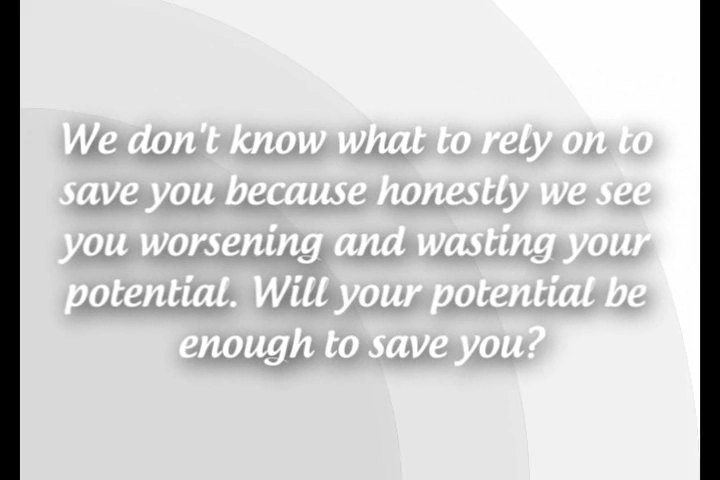 We don't know what to rely on to
save you because honestly we see
you worsening and wasting your
potential. Will your potential be
enough to save you?